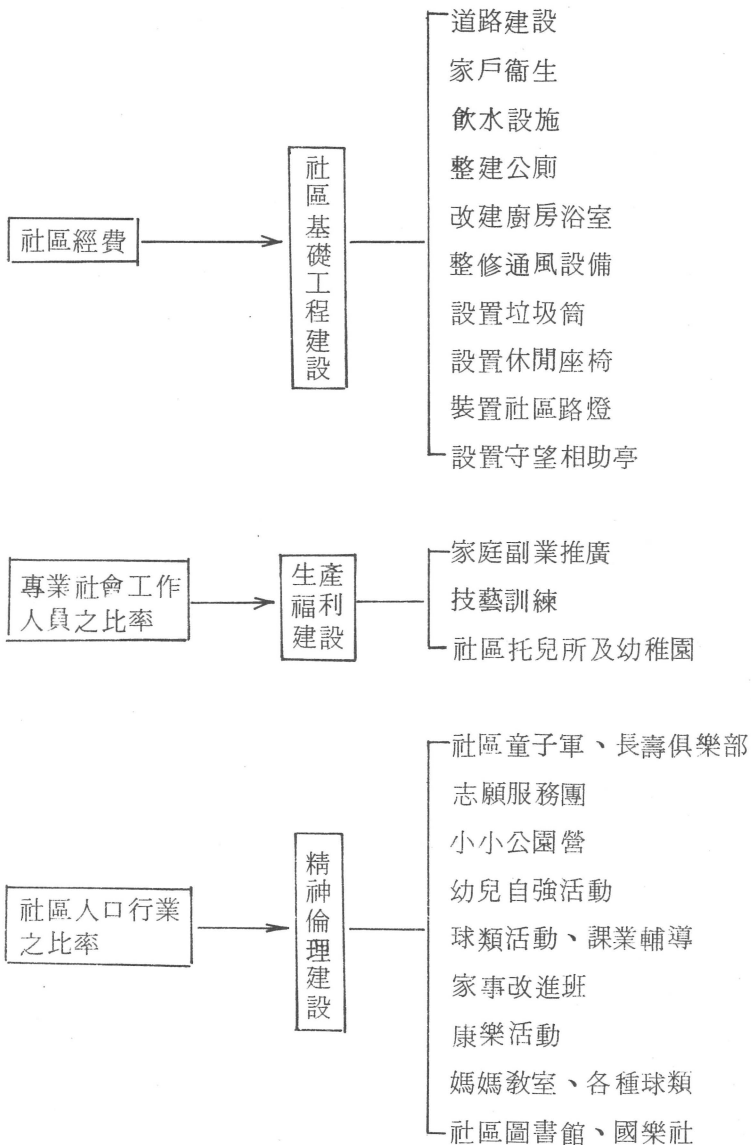 社區經費
社區基礎工程建設
道路建設
家戶衞生
飲水設施
整建公廁
改建廚房浴室
整修通風設備
設置垃圾筒
設置休閒座椅
裝置社區路燈
設置守望相助亭
專業社會工作
人員之比率
生產
福利
建設
家庭副業推廣
技藝訓練
社區托兒所及幼稚園
社區人口行業
之比率
精神倫理建設
社區童子軍、長壽俱樂部
志願服務團
小小公園營
幼兒自強活動
球類活動、課業輔導
家事改進班
康樂活動
媽媽教室、各種球類
社區圖書館、國樂社